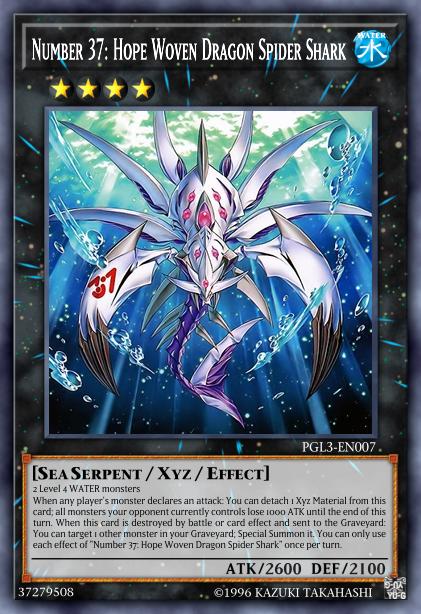 NUMBER 37: HOPE WOVEN DRAGON SPIDER SHARK
WATER
水
37
PGL3-EN007
[SEA SERPENT / XYZ / EFFECT]
2 Level 4 WATER monsters
When any player's monster declares an attack: You can detach 1 Xyz Material from this
card; all monsters your opponent currently controls lose 1000 ATK until the end of this
turn. When this card is destroyed by battle or card effect and sent to the Graveyard:
You can target 1 other monster in your Graveyard; Special Summon it. You can only use
each effect of "Number 37: Hope Woven Dragon Spider Shark" once per turn.
ATK/2600 DEF/2100
37279508
©1996 KAZUKI TAKAHASHI